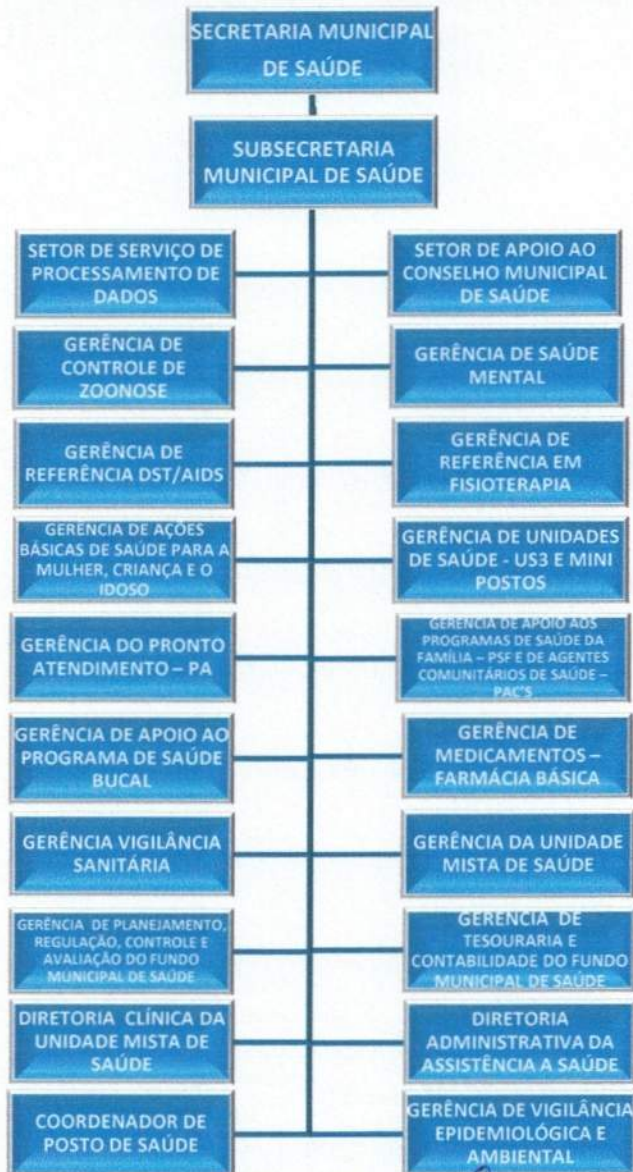 SECRETARIA MUNICIPAL
DE SAÚDE
SUBSECRETARIA
MUNICIPAL DE SAÚDE
SETOR DE SERVIÇO DE
PROCESSAMENTO DE
DADOS
SETOR DE APOIO AO
CONSELHO MUNICIPAL
DE SAÚDE
GERÊNCIA DE
CONTROLE DE
ZOONOSE
GERÊNCIA DE SAÚDE
MENTAL
GERÊNCIA DE
REFERÊNCIA DST/AIDS
GERÊNCIA DE
REFERÊNCIA EM
FISIOTERAPIA
GERÊNCIA DE AÇÕES
BÁSICAS DE SAÚDE PARA A
MULHER, CRIANÇA E O
IDOSO
GERÊNCIA DE UNIDADES
DE SAÚDE - US3 E MINI
POSTOS
GERÊNCIA DO PRONTO
ATENDIMENTO – PA
GERÊNCIA DE APOIO AOS
PROGRAMAS DE SAÚDE DA
FAMÍLIA – PSF E DE AGENTES
COMUNITÁRIOS DE SAÚDE –
PAC'S
GERÊNCIA DE APOIO AO
PROGRAMA DE SAÚDE
BUCAL
GERÊNCIA DE
MEDICAMENTOS –
FARMÁCIA BÁSICA
GERÊNCIA VIGILÂNCIA
SANITÁRIA
GERÊNCIA DA UNIDADE
MISTA DE SAÚDE
GERÊNCIA DE PLANEJAMENTO,
REGULAÇÃO, CONTROLE E
AVALIAÇÃO DO FUNDO
MUNICIPAL DE SAÚDE
GERÊNCIA DE
TESOURARIA E
CONTABILIDADE DO FUNDO
MUNICIPAL DE SAÚDE
DIRETORIA CLÍNICA DA
UNIDADE MISTA DE
SAÚDE
DIRETORIA
ADMINISTRATIVA DA
ASSISTÊNCIA A SAÚDE
COORDENADOR DE
POSTO DE SAÚDE
GERÊNCIA DE VIGILÂNCIA
EPIDEMIOLÓGICA E
AMBIENTAL